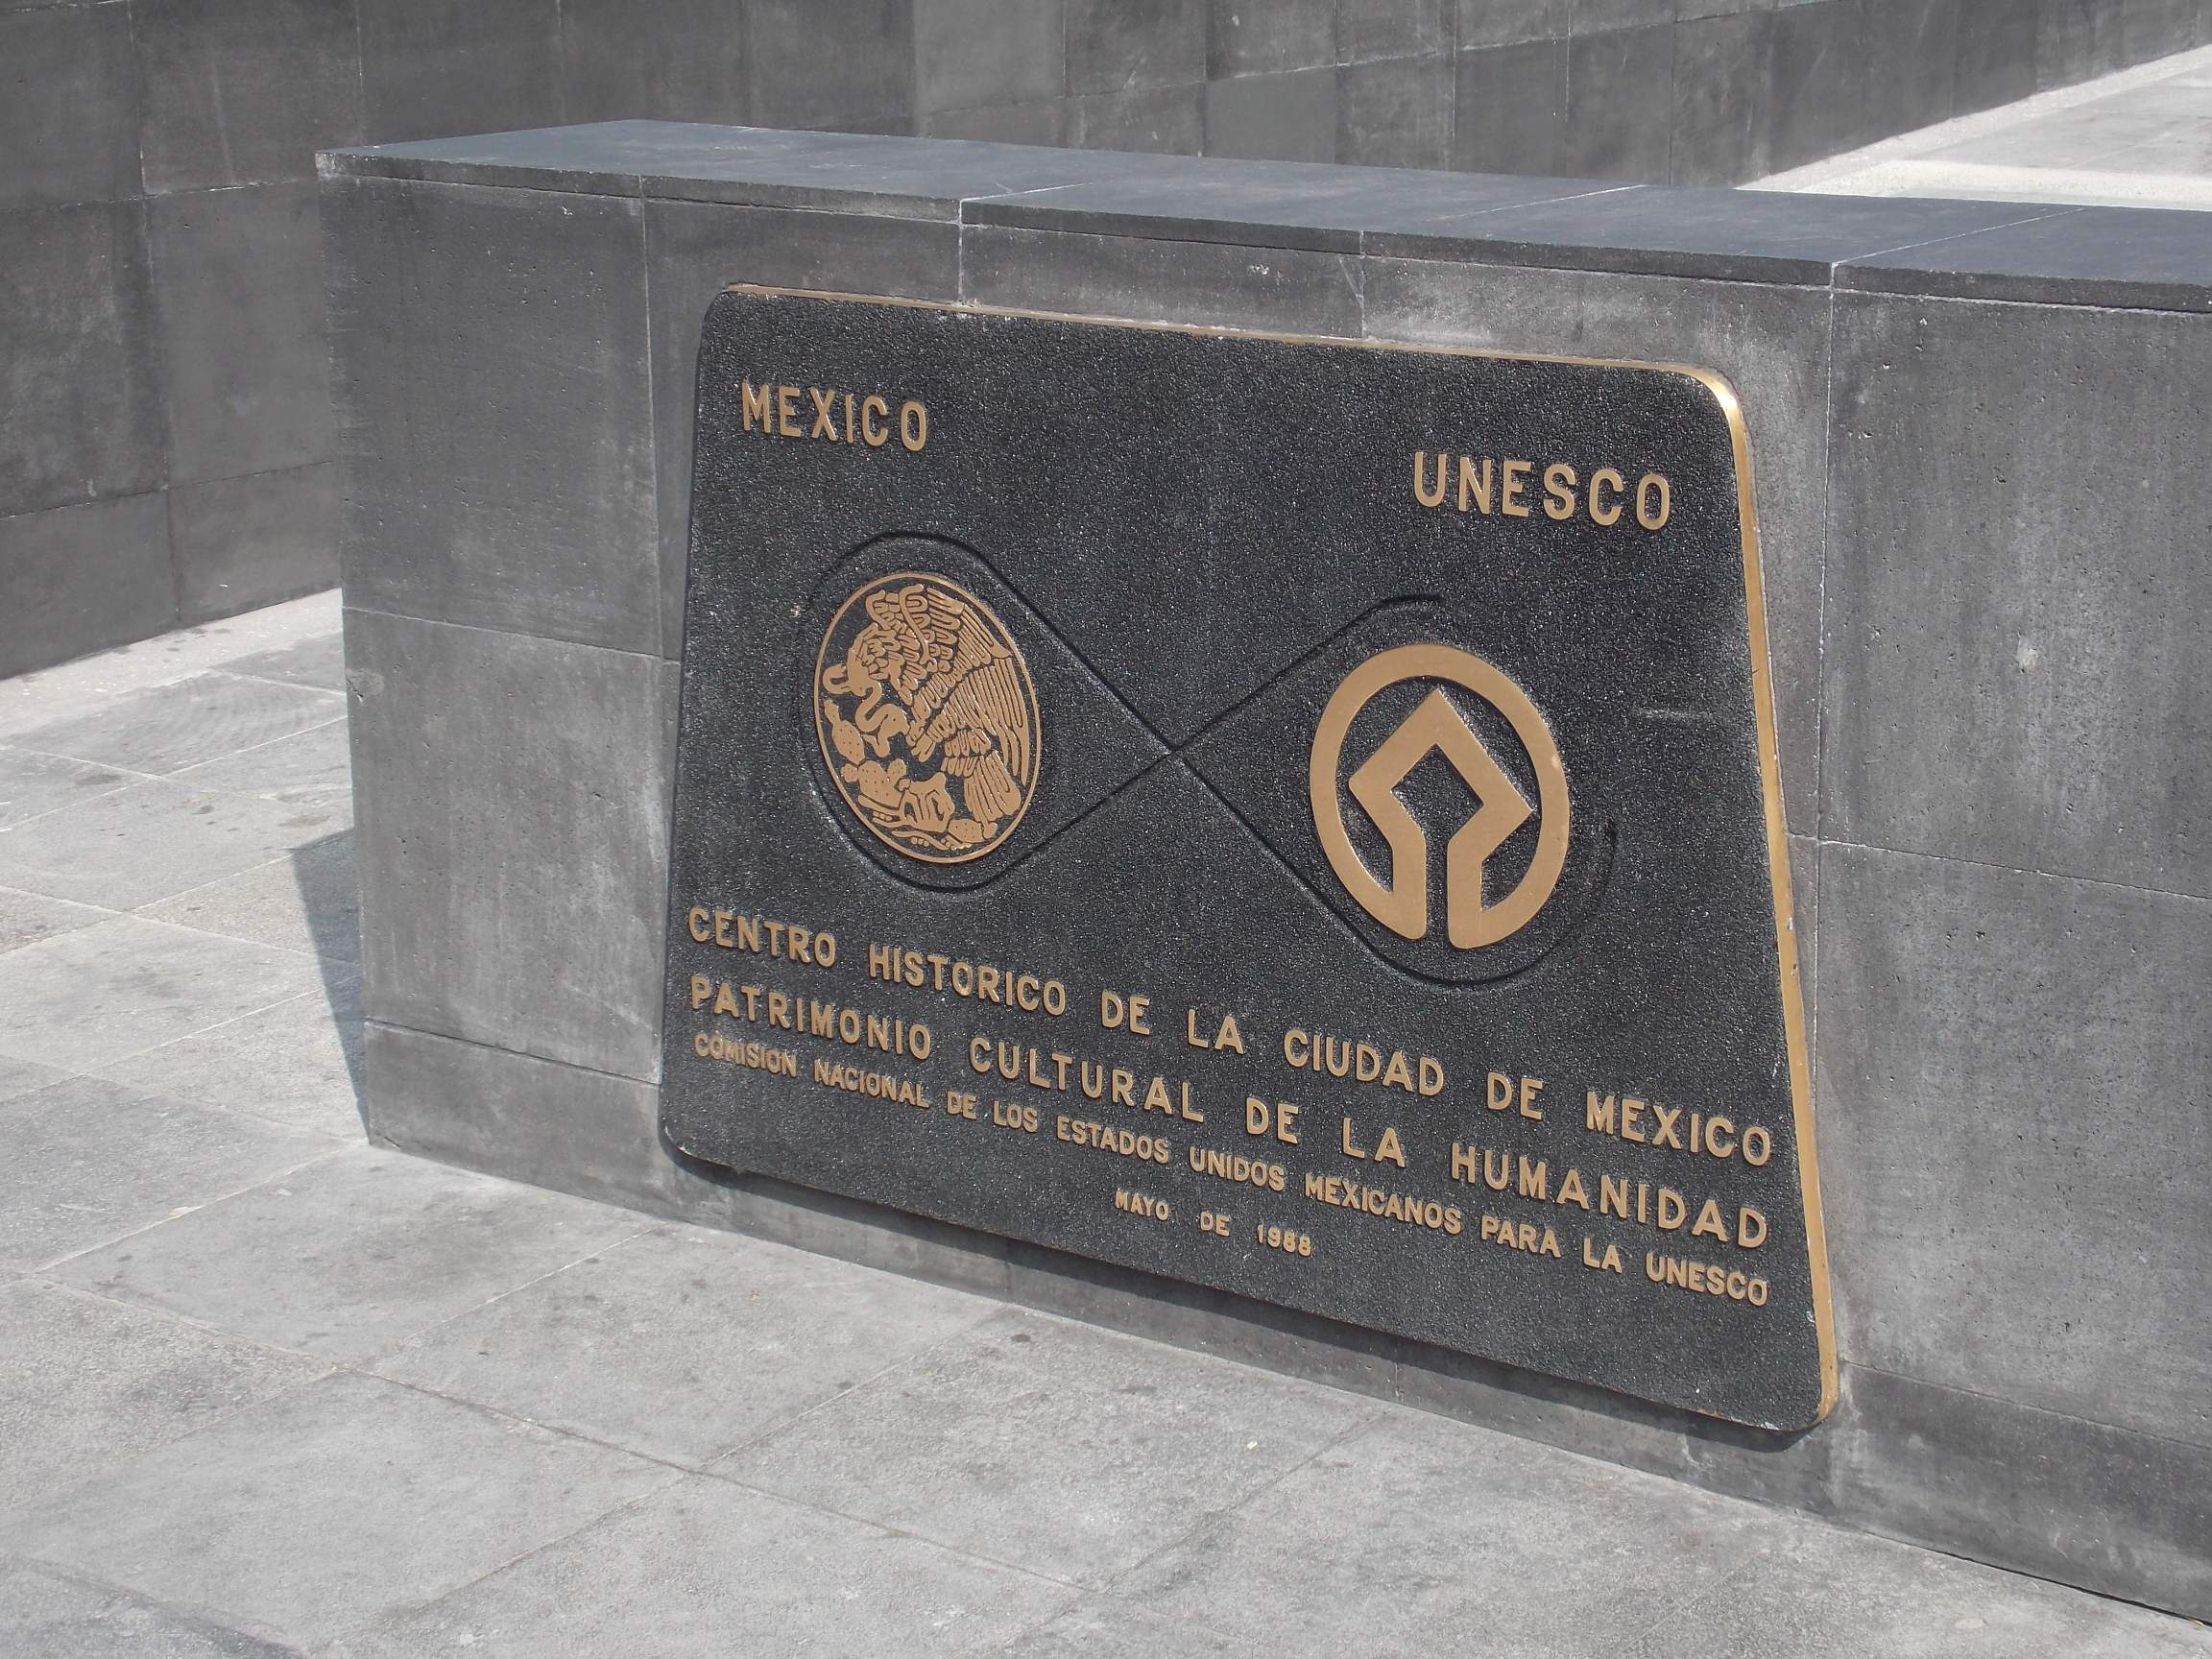 MEXICO
UNESCO
CENTRO HISTORICO DE LA CIUDAD DE MEXICO
PATRIMONIO CULTURAL DE LA HUMANIDAD
COMISION NACIONAL DE LOS ESTADOS UNIDOS MEXICANOS PARA LA UNESCO
MAYO DE 1988